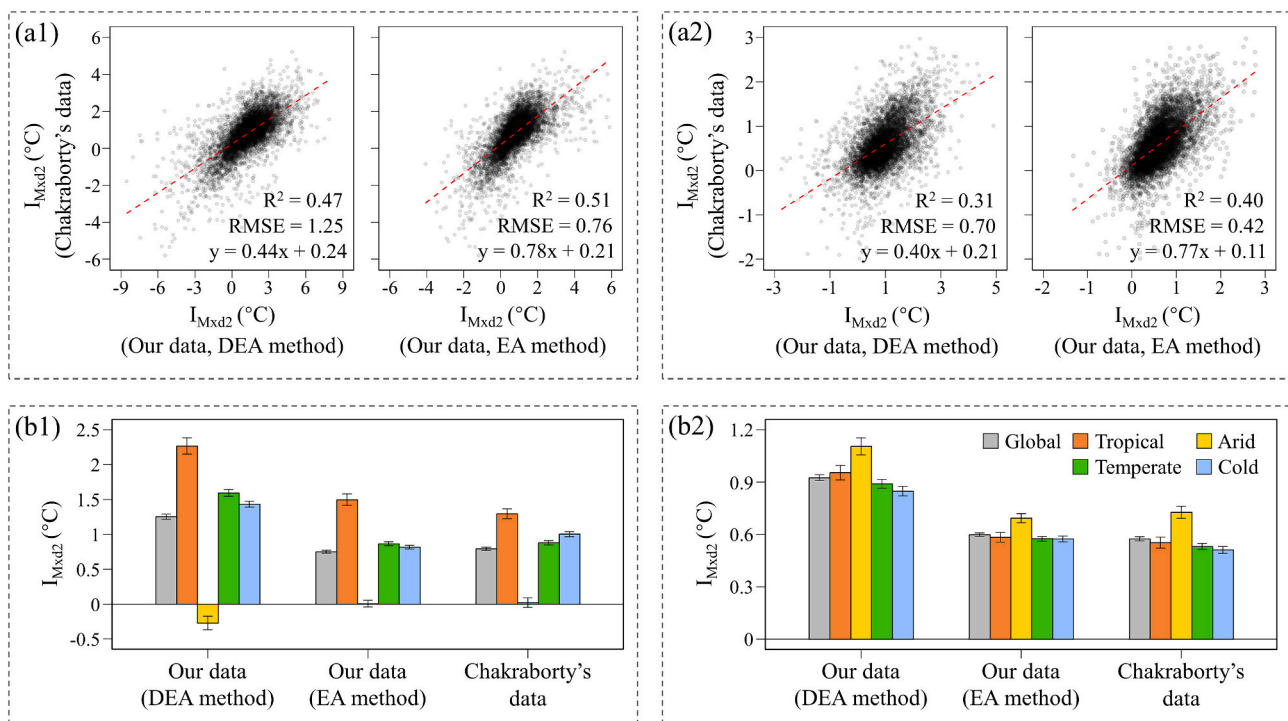 (a1)
6
4
2
0
-2
-4
-6
I_Mxd2 (°C)
(Chakraborty's data)
R² = 0.47
RMSE = 1.25
y = 0.44x + 0.24
-9 -6 -3 0 3 6 9
I_Mxd2 (°C)
(Our data, DEA method)
R² = 0.51
RMSE = 0.76
y = 0.78x + 0.21
-6 -4 -2 0 2 4 6
I_Mxd2 (°C)
(Our data, EA method)
(a2)
3
2
1
0
-1
-2
I_Mxd2 (°C)
(Chakraborty's data)
R² = 0.31
RMSE = 0.70
y = 0.40x + 0.21
-3 -1 1 3 5
I_Mxd2 (°C)
(Our data, DEA method)
R² = 0.40
RMSE = 0.42
y = 0.77x + 0.11
-2 -1 0 1 2 3
I_Mxd2 (°C)
(Our data, EA method)
(b1)
2.5
2
1.5
1
0.5
0
-0.5
I_Mxd2 (°C)
Our data
(DEA method)
Our data
(EA method)
Chakraborty's
data
(b2)
1.2
0.9
0.6
0.3
0
I_Mxd2 (°C)
Global Tropical Arid
Temperate Cold
Our data
(DEA method)
Our data
(EA method)
Chakraborty's
data